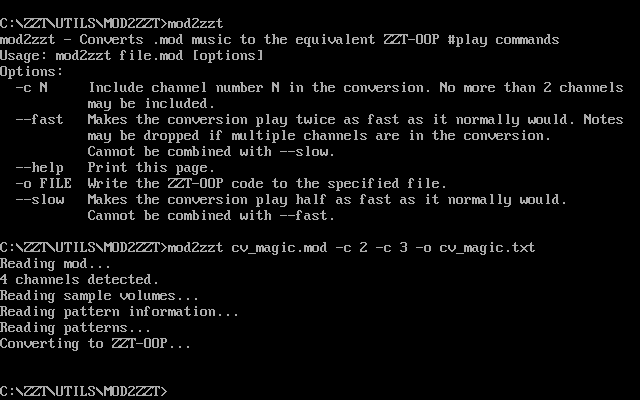 C:\ZZT\UTILS\MOD2ZZT>mod2zzt
mod2zzt - Converts .mod music to the equivalent ZZT-OOP #play commands
Usage: mod2zzt file.mod [options]
Options:
-c N Include channel number N in the conversion. No more than 2 channels
may be included.
--fast Makes the conversion play twice as fast as it normally would. Notes
may be dropped if multiple channels are in the conversion.
Cannot be combined with --slow.
--help Print this page.
-o FILE Write the ZZT-OOP code to the specified file.
--slow Makes the conversion play half as fast as it normally would.
Cannot be combined with --fast.
C:\ZZT\UTILS\MOD2ZZT>mod2zzt cv_magic.mod -c 2 -c 3 -o cv_magic.txt
Reading mod...
4 channels detected.
Reading sample volumes...
Reading pattern information...
Reading patterns...
Converting to ZZT-OOP...
C:\ZZT\UTILS\MOD2ZZT>